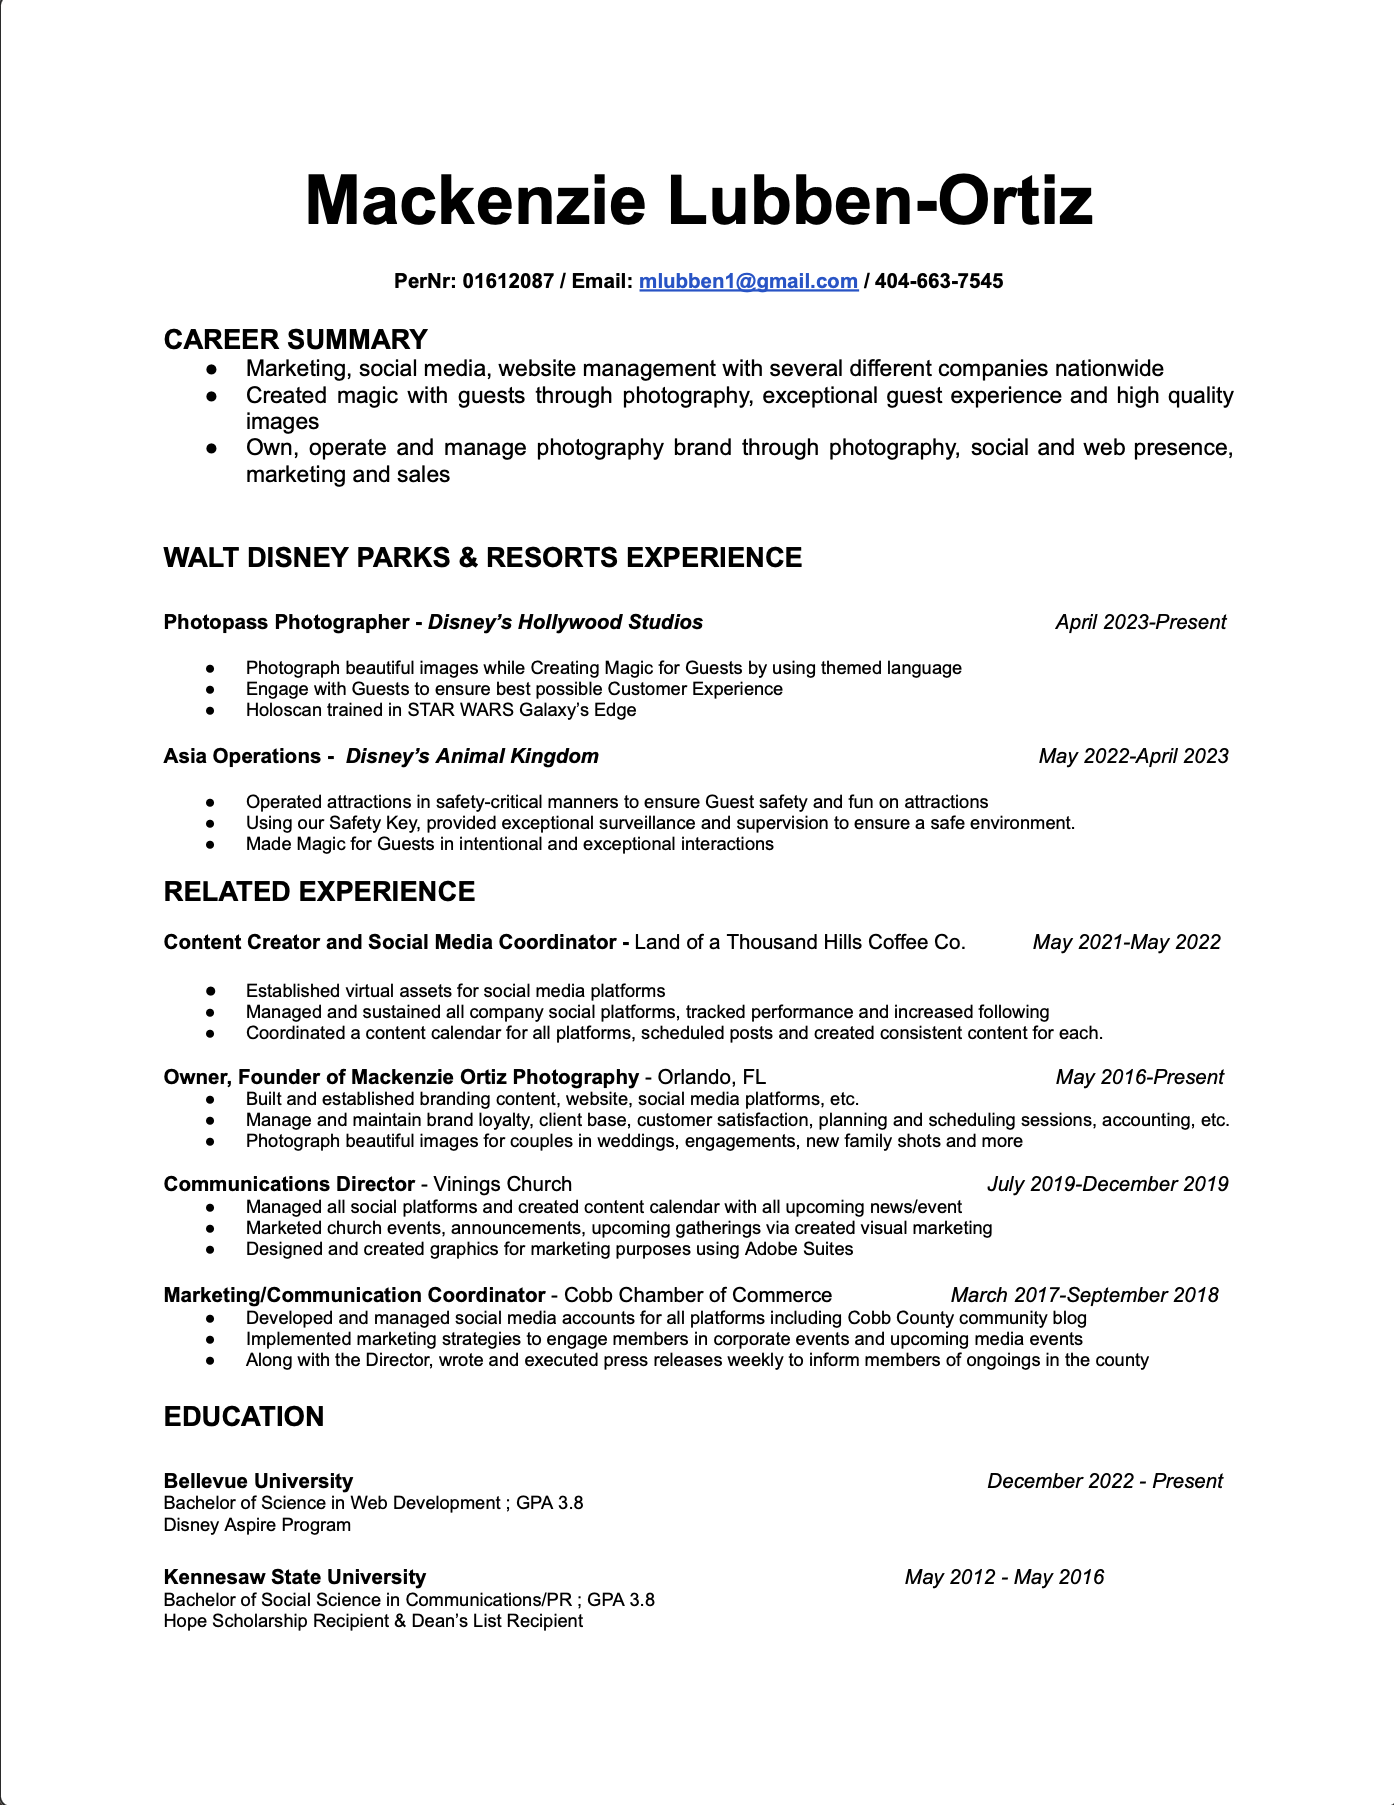 Mackenzie Lubben-Ortiz
PerNr: 01612087 / Email: mlubben1@gmail.com / 404-663-7545
CAREER SUMMARY
● Marketing, social media, website management with several different companies nationwide
● Created magic with guests through photography, exceptional guest experience and high quality
images
● Own, operate and manage photography brand through photography, social and web presence,
marketing and sales
WALT DISNEY PARKS & RESORTS EXPERIENCE
Photopass Photographer - Disney’s Hollywood Studios April 2023-Present
● Photograph beautiful images while Creating Magic for Guests by using themed language
● Engage with Guests to ensure best possible Customer Experience
● Holoscan trained in STAR WARS Galaxy’s Edge
Asia Operations - Disney’s Animal Kingdom May 2022-April 2023
● Operated attractions in safety-critical manners to ensure Guest safety and fun on attractions
● Using our Safety Key, provided exceptional surveillance and supervision to ensure a safe environment.
● Made Magic for Guests in intentional and exceptional interactions
RELATED EXPERIENCE
Content Creator and Social Media Coordinator - Land of a Thousand Hills Coffee Co. May 2021-May 2022
● Established virtual assets for social media platforms
● Managed and sustained all company social platforms, tracked performance and increased following
● Coordinated a content calendar for all platforms, scheduled posts and created consistent content for each.
Owner, Founder of Mackenzie Ortiz Photography - Orlando, FL May 2016-Present
● Built and established branding content, website, social media platforms, etc.
● Manage and maintain brand loyalty, client base, customer satisfaction, planning and scheduling sessions, accounting, etc.
● Photograph beautiful images for couples in weddings, engagements, new family shots and more
Communications Director - Vinings Church July 2019-December 2019
● Managed all social platforms and created content calendar with all upcoming news/event
● Marketed church events, announcements, upcoming gatherings via created visual marketing
● Designed and created graphics for marketing purposes using Adobe Suites
Marketing/Communication Coordinator - Cobb Chamber of Commerce March 2017-September 2018
● Developed and managed social media accounts for all platforms including Cobb County community blog
● Implemented marketing strategies to engage members in corporate events and upcoming media events
● Along with the Director, wrote and executed press releases weekly to inform members of ongoings in the county
EDUCATION
Bellevue University December 2022 - Present
Bachelor of Science in Web Development ; GPA 3.8
Disney Aspire Program
Kennesaw State University May 2012 - May 2016
Bachelor of Social Science in Communications/PR ; GPA 3.8
Hope Scholarship Recipient & Dean’s List Recipient